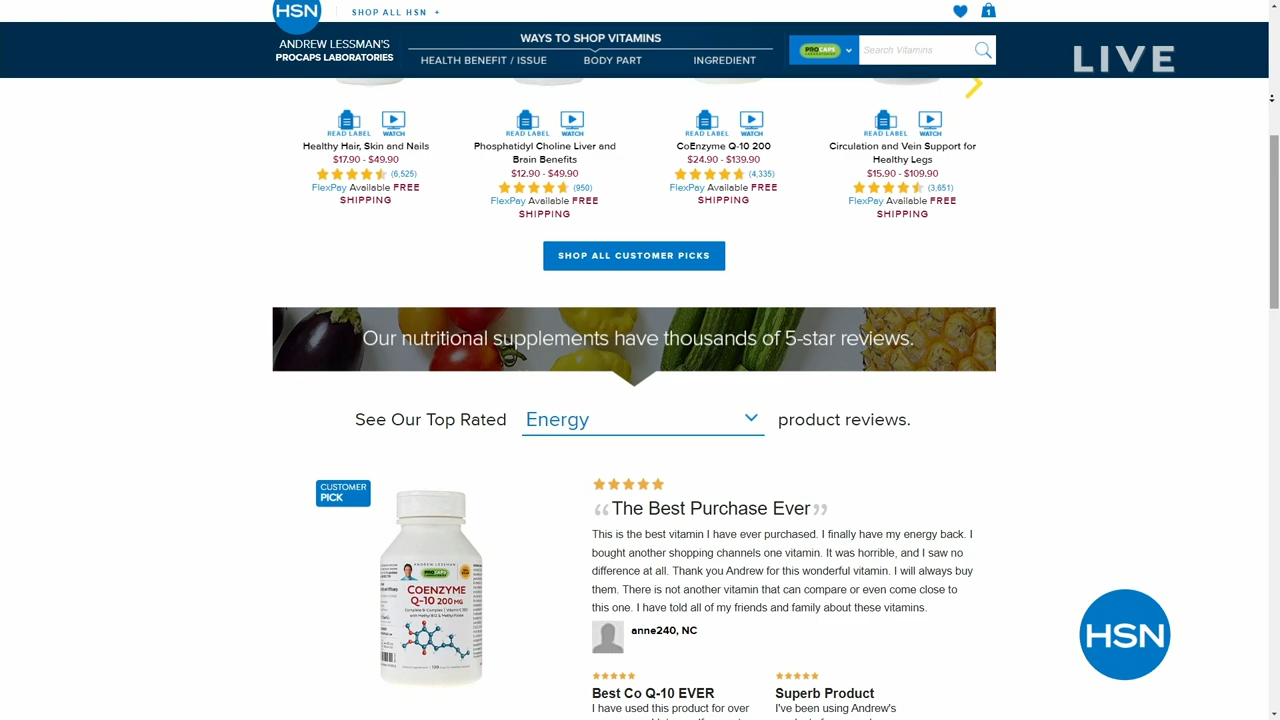 HSN
SHOP ALL HSN +
1
ANDREW LESSMAN'S
PROCAPS LABORATORIES
WAYS TO SHOP VITAMINS
HEALTH BENEFIT / ISSUE
BODY PART
INGREDIENT
PROCAPS
Search Vitamins
LIVE
READ LABEL
WATCH
Healthy Hair, Skin and Nails
$17.90 - $49.90
(6,525)
FlexPay Available FREE
SHIPPING
READ LABEL
WATCH
Phosphatidyl Choline Liver and
Brain Benefits
$12.90 - $49.90
(950)
FlexPay Available FREE
SHIPPING
READ LABEL
WATCH
CoEnzyme Q-10 200
$24.90 - $139.90
(4,335)
FlexPay Available FREE
SHIPPING
READ LABEL
WATCH
Circulation and Vein Support for
Healthy Legs
$15.90 - $109.90
(3,651)
FlexPay Available FREE
SHIPPING
SHOP ALL CUSTOMER PICKS
Our nutritional supplements have thousands of 5-star reviews.
See Our Top Rated Energy product reviews.
CUSTOMER
PICK
ANDREW LESSMAN
PROCAPS
COENZYME
Q-10 200 MG
“The Best Purchase Ever”
This is the best vitamin I have ever purchased. I finally have my energy back. I
bought another shopping channels one vitamin. It was horrible, and I saw no
difference at all. Thank you Andrew for this wonderful vitamin. I will always buy
them. There is not another vitamin that can compare or even come close to
this one. I have told all of my friends and family about these vitamins.
anne240, NC
Best Co Q-10 EVER
I have used this product for over
Superb Product
I've been using Andrew's
HSN